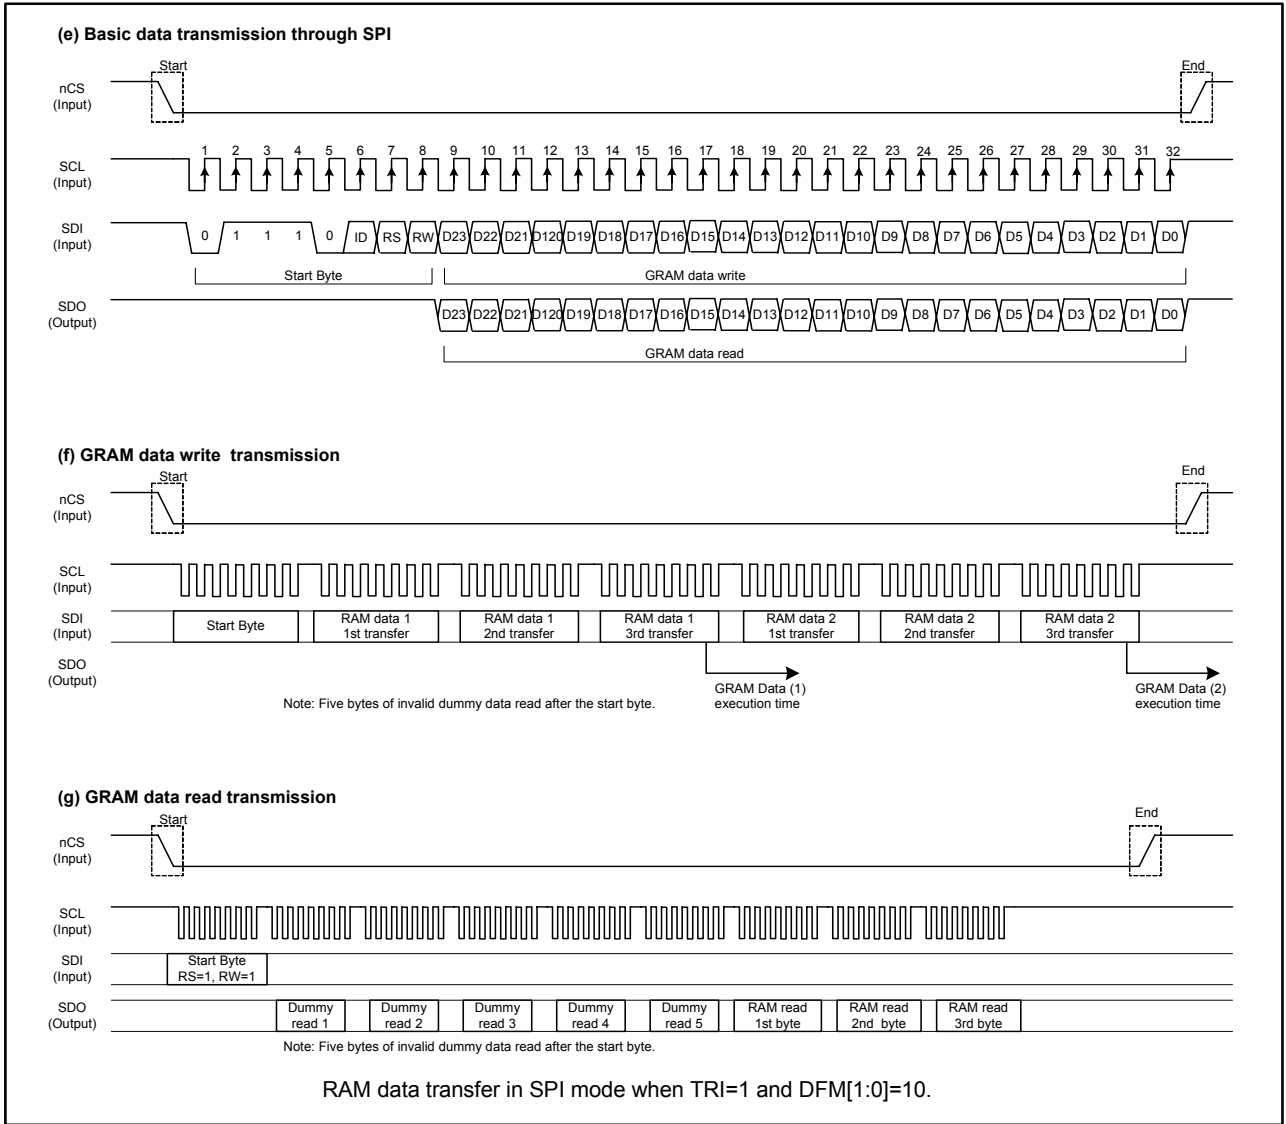 (e) Basic data transmission through SPI
Start
End
nCS
(Input)
1 2 3 4 5 6 7 8 9 10 11 12 13 14 15 16 17 18 19 20 21 22 23 24 25 26 27 28 29 30 31 32
SCL
(Input)
SDI
(Input)
0 1 1 1 0 ID RS RW D23 D22 D21 D120 D19 D18 D17 D16 D15 D14 D13 D12 D11 D10 D9 D8 D7 D6 D5 D4 D3 D2 D1 D0
Start Byte
GRAM data write
SDO
(Output)
D23 D22 D21 D120 D19 D18 D17 D16 D15 D14 D13 D12 D11 D10 D9 D8 D7 D6 D5 D4 D3 D2 D1 D0
GRAM data read
(f) GRAM data write transmission
Start
End
nCS
(Input)
SCL
(Input)
SDI
(Input)
Start Byte
RAM data 1
1st transfer
RAM data 1
2nd transfer
RAM data 1
3rd transfer
RAM data 2
1st transfer
RAM data 2
2nd transfer
RAM data 2
3rd transfer
SDO
(Output)
GRAM Data (1)
execution time
GRAM Data (2)
execution time
Note: Five bytes of invalid dummy data read after the start byte.
(g) GRAM data read transmission
Start
End
nCS
(Input)
SCL
(Input)
SDI
(Input)
Start Byte
RS=1, RW=1
SDO
(Output)
Dummy
read 1
Dummy
read 2
Dummy
read 3
Dummy
read 4
Dummy
read 5
RAM read
1st byte
RAM read
2nd byte
RAM read
3rd byte
Note: Five bytes of invalid dummy data read after the start byte.
RAM data transfer in SPI mode when TRI=1 and DFM[1:0]=10.